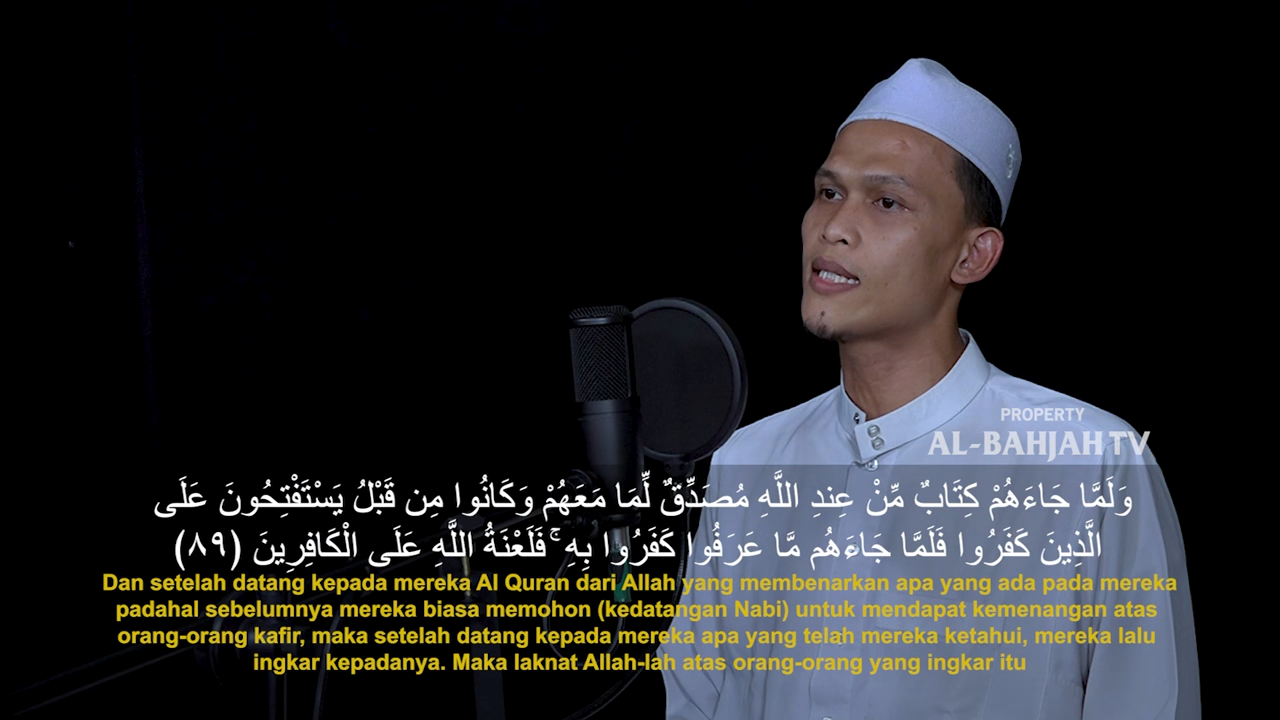 PROPERTY
AL-BAHJAH TV
وَلَمَّا جَاءَهُمْ كِتَابٌ مِّنْ عِندِ اللَّهِ مُصَدِّقٌ لِّمَا مَعَهُمْ وَكَانُوا مِن قَبْلُ يَسْتَفْتِحُونَ عَلَى
الَّذِينَ كَفَرُوا فَلَمَّا جَاءَهُم مَّا عَرَفُوا كَفَرُوا بِهِ ۚ فَلَعْنَةُ اللَّهِ عَلَى الْكَافِرِينَ (٨٩)
Dan setelah datang kepada mereka Al Quran dari Allah yang membenarkan apa yang ada pada mereka
padahal sebelumnya mereka biasa memohon (kedatangan Nabi) untuk mendapat kemenangan atas
orang-orang kafir, maka setelah datang kepada mereka apa yang telah mereka ketahui, mereka lalu
ingkar kepadanya. Maka laknat Allah-lah atas orang-orang yang ingkar itu